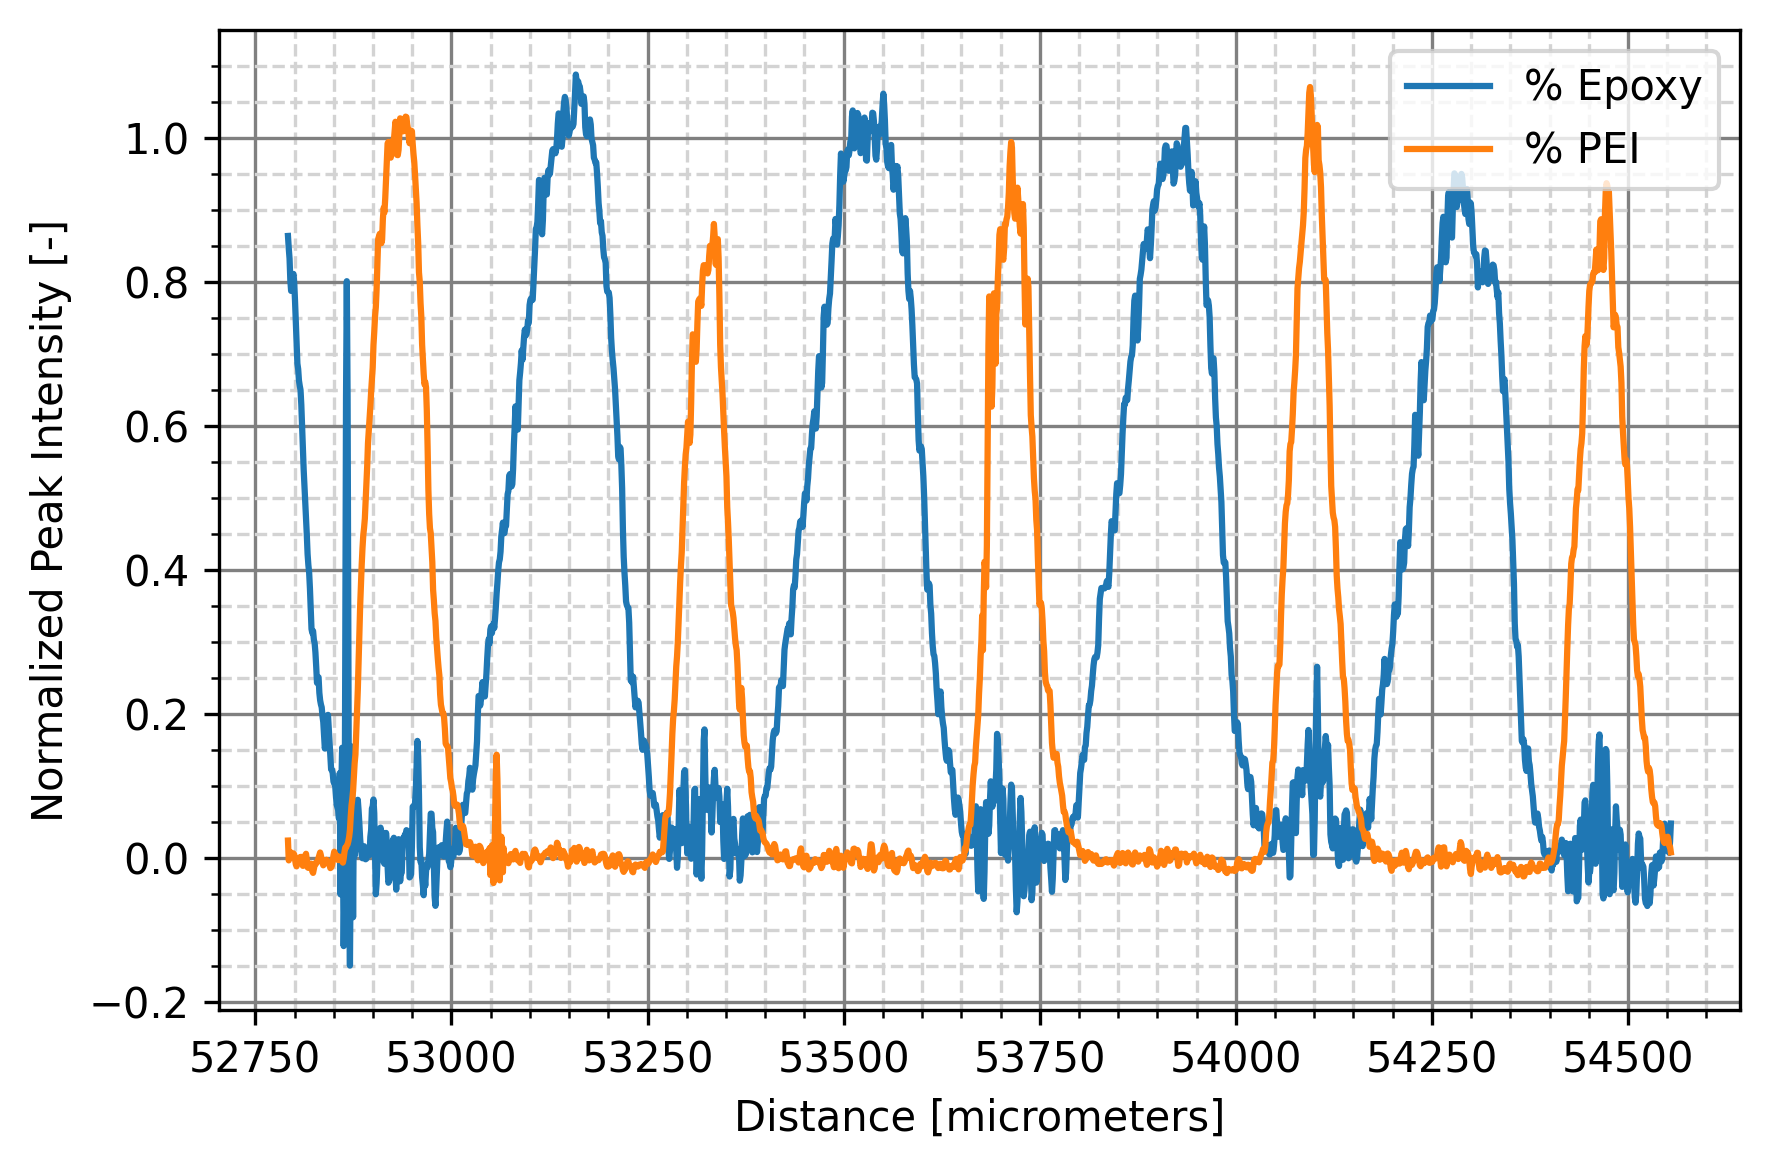 % Epoxy
% PEI
1.0
0.8
0.6
0.4
0.2
0.0
−0.2
Normalized Peak Intensity [-]
52750 53000 53250 53500 53750 54000 54250 54500
Distance [micrometers]